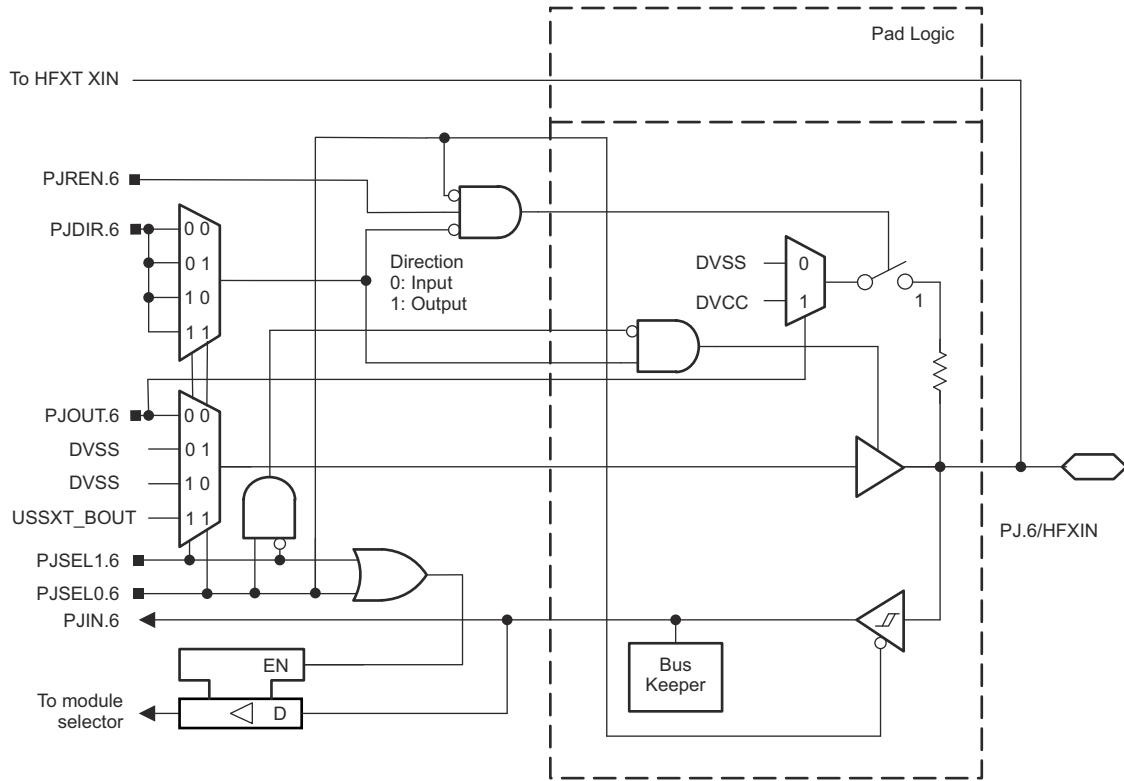 Pad Logic
To HFXT XIN
PJREN.6
PJDIR.6
0 0
0 1
1 0
1 1
Direction
0: Input
1: Output
DVSS
0
DVCC
1
1
PJOUT.6
0 0
DVSS
0 1
DVSS
1 0
USSXT_BOUT
1 1
PJ.6/HFXIN
PJSEL1.6
PJSEL0.6
PJIN.6
EN
Bus
Keeper
To module
selector
D